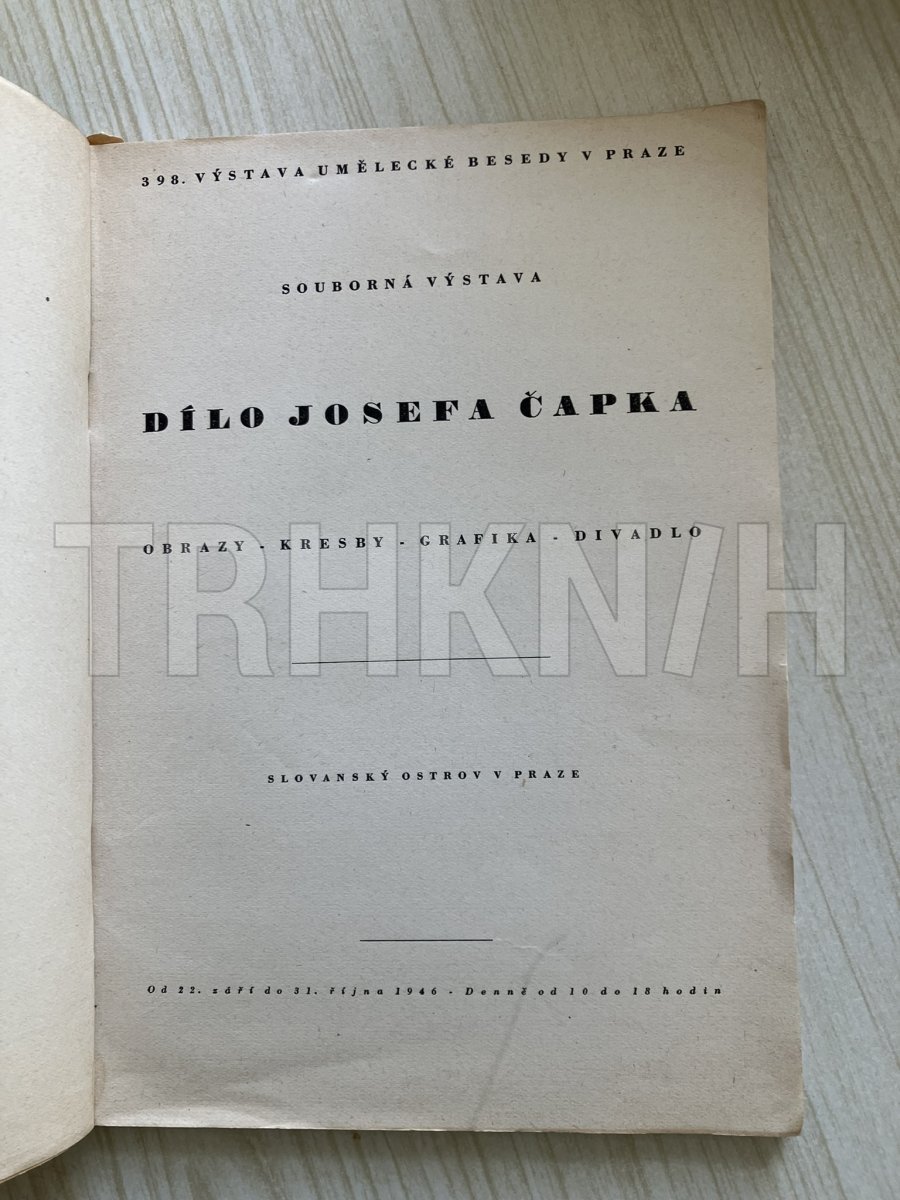 398. VÝSTAVA UMĚLECKÉ BESEDY V PRAZE
SOUBORNÁ VÝSTAVA
DÍLO JOSEFA ČAPKA
OBRAZY - KRESBY - GRAFIKA - DIVADLO
TRHKNIH
SLOVANSKÝ OSTROV V PRAZE
Od 22. září do 31. října 1946 - Denně od 10 do 18 hodin